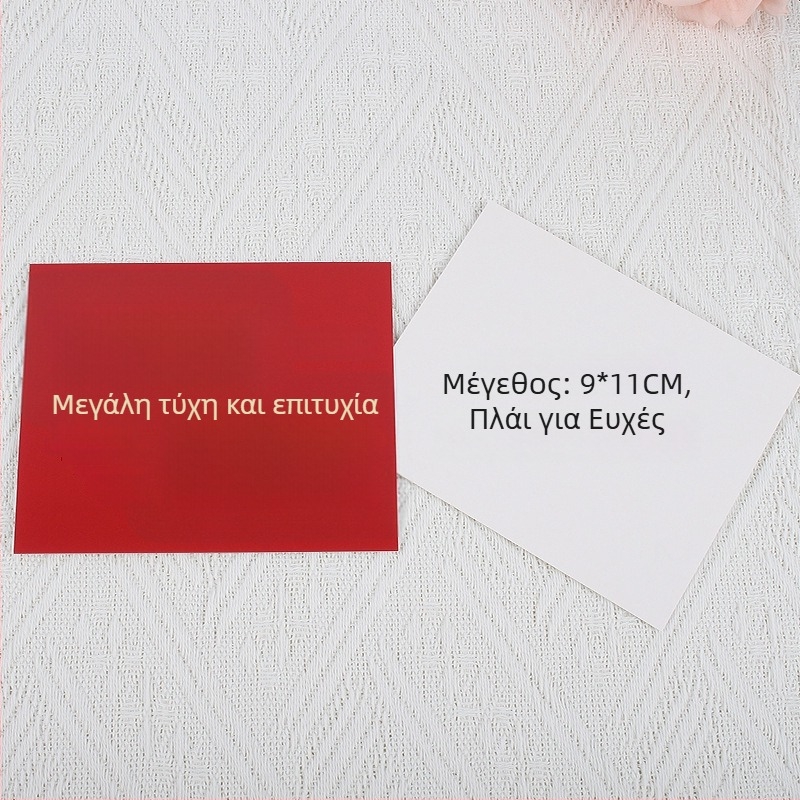 Μεγάλη τύχη και επιτυχία
Μέγεθος: 9*11CM,
Πλάι για Ευχές